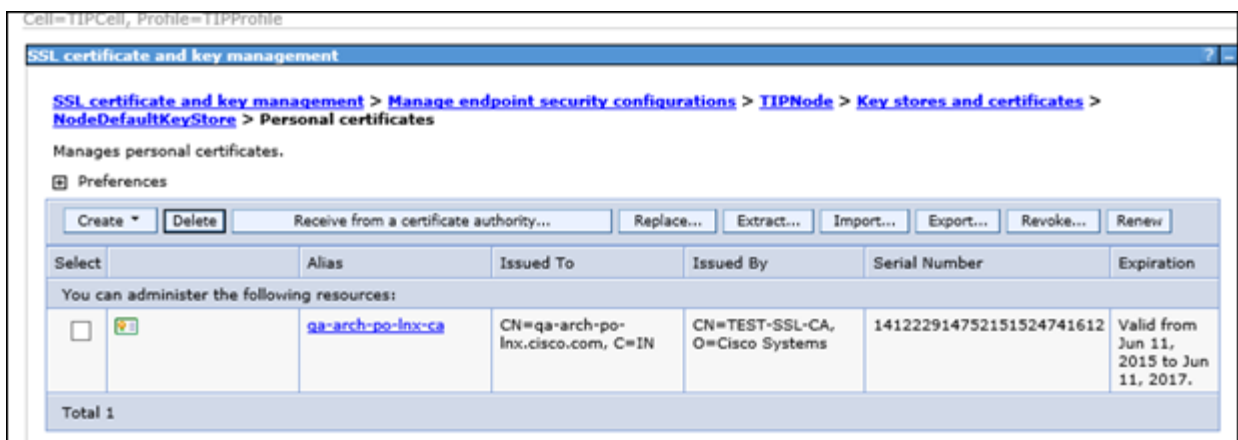 Cell=TIPCell, Profile=TIPProfile
SSL certificate and key management ? -
SSL certificate and key management > Manage endpoint security configurations > TIPNode > Key stores and certificates >
NodeDefaultKeyStore > Personal certificates
Manages personal certificates.
+ Preferences
Create Delete Receive from a certificate authority... Replace... Extract... Import... Export... Revoke... Renew
Select Alias Issued To Issued By Serial Number Expiration
You can administer the following resources:
qa-arch-po-lnx-ca CN=qa-arch-po- CN=TEST-SSL-CA, 141222914752151524741612 Valid from
lnx.cisco.com, C=IN O=Cisco Systems Jun 11,
2015 to Jun
11, 2017.
Total 1